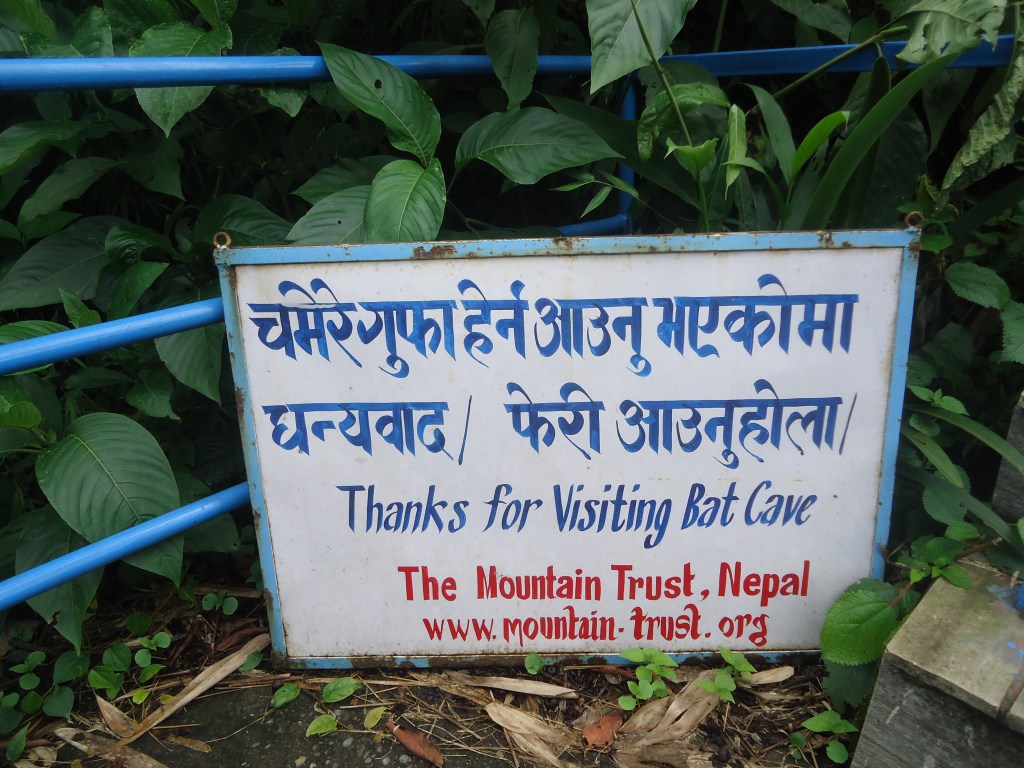 चमेरे गुफा हेर्न आउनु भएकोमा
धन्यवाद / फेरी आउनुहोला/
Thanks for Visiting Bat Cave
The Mountain Trust, Nepal
www.mountain-trust.org